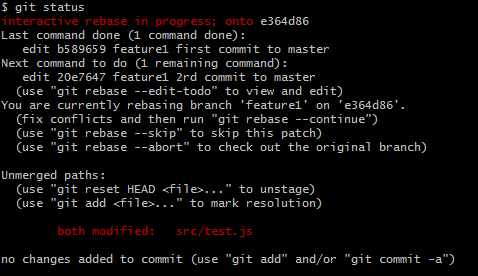 $ git status
interactive rebase in progress; onto e364d86
Last command done (1 command done):
   edit b589659 feature1 first commit to master
Next command to do (1 remaining command):
   edit 20e7647 feature1 2rd commit to master
  (use "git rebase --edit-todo" to view and edit)
You are currently rebasing branch 'feature1' on 'e364d86'.
  (fix conflicts and then run "git rebase --continue")
  (use "git rebase --skip" to skip this patch)
  (use "git rebase --abort" to check out the original branch)

Unmerged paths:
  (use "git reset HEAD <file>..." to unstage)
  (use "git add <file>..." to mark resolution)

        both modified:   src/test.js

no changes added to commit (use "git add" and/or "git commit -a")